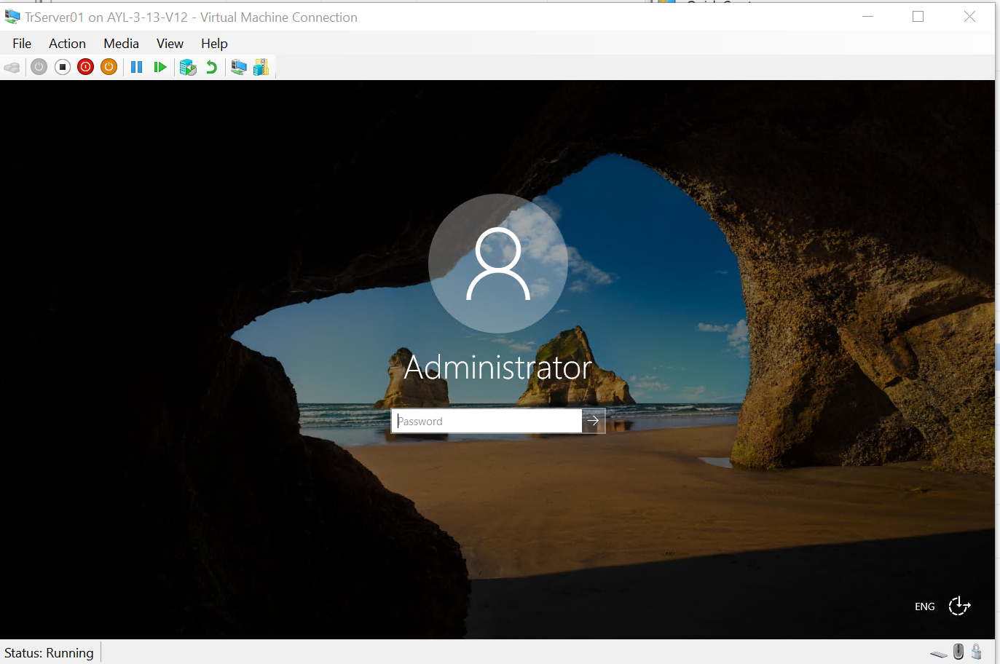 TrServer01 on AYL-3-13-V12 - Virtual Machine Connection
File Action Media View Help
Administrator
Password
ENG
Status: Running